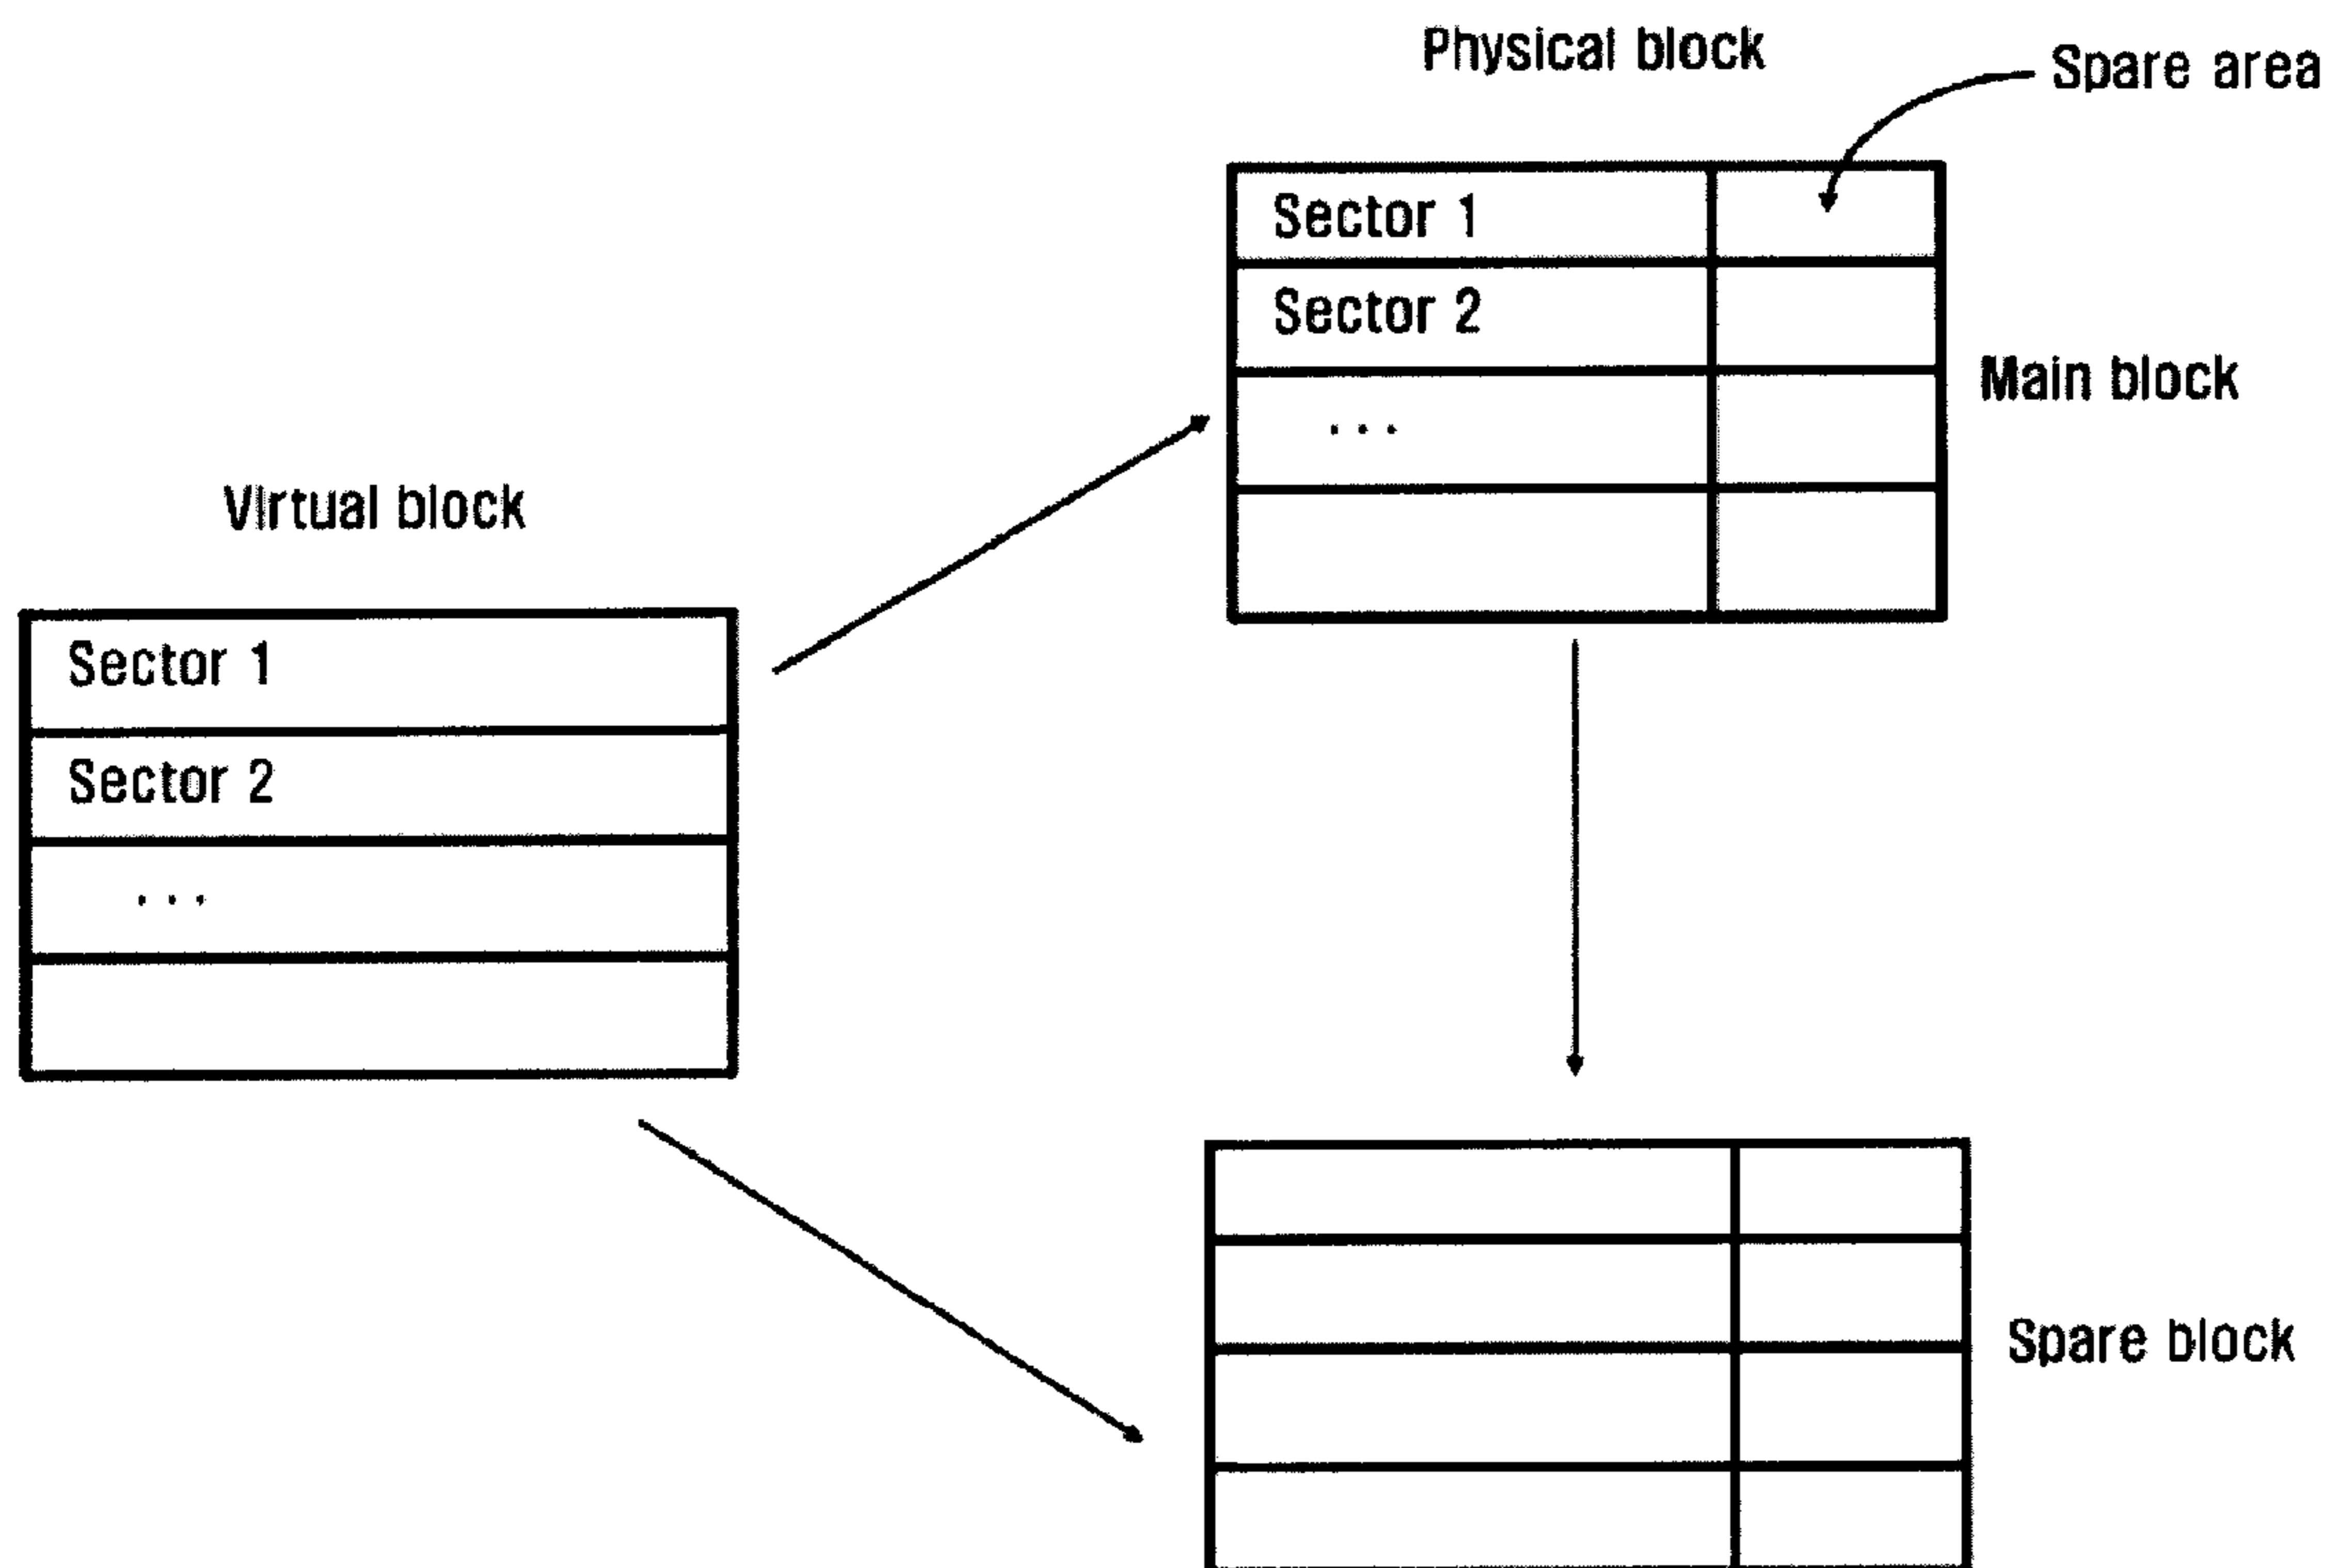 Physical block
Spare area
Sector 1
Sector 2
Main block
...
Virtual block
Sector 1
Sector 2
...
Spare block